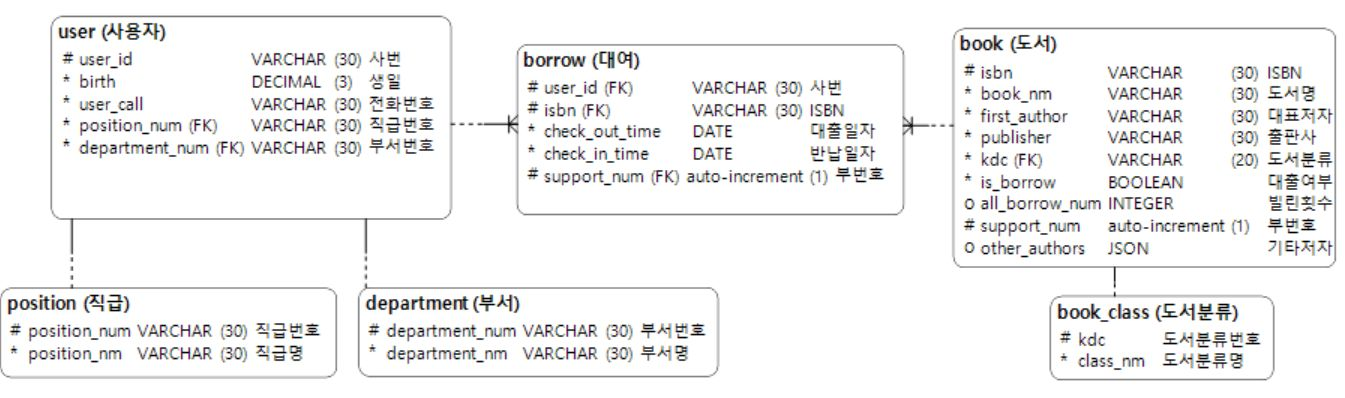 user (사용자)
# user_id VARCHAR (30) 사번
* birth DECIMAL (3) 생일
* user_call VARCHAR (30) 전화번호
* position_num (FK) VARCHAR (30) 직급번호
* department_num (FK) VARCHAR (30) 부서번호
borrow (대여)
# user_id (FK) VARCHAR (30) 사번
# isbn (FK) VARCHAR (30) ISBN
* check_out_time DATE 대출일자
* check_in_time DATE 반납일자
# support_num (FK) auto-increment (1) 부번호
book (도서)
# isbn VARCHAR (30) ISBN
* book_nm VARCHAR (30) 도서명
* first_author VARCHAR (30) 대표저자
* publisher VARCHAR (30) 출판사
* kdc (FK) VARCHAR (20) 도서분류
* is_borrow BOOLEAN 대출여부
o all_borrow_num INTEGER 빌린횟수
# support_num auto-increment (1) 부번호
o other_authors JSON 기타저자
position (직급)
# position_num VARCHAR (30) 직급번호
* position_nm VARCHAR (30) 직급명
department (부서)
# department_num VARCHAR (30) 부서번호
* department_nm VARCHAR (30) 부서명
book_class (도서분류)
# kdc 도서분류번호
* class_nm 도서분류명